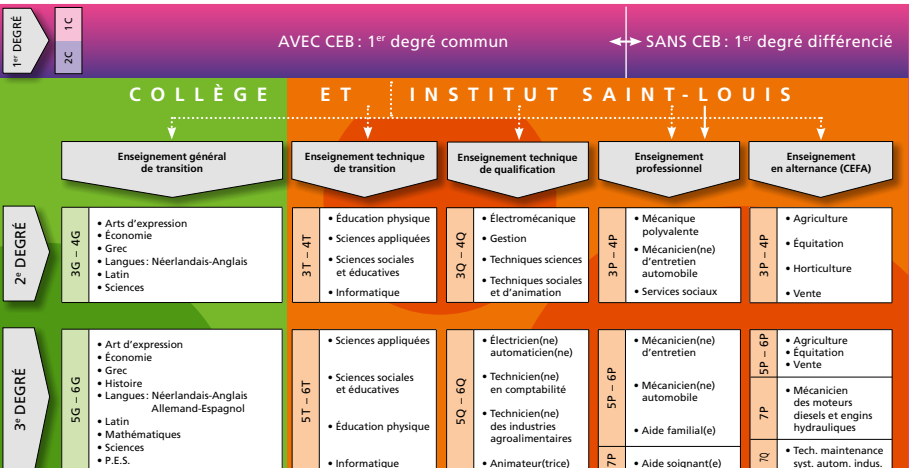 1er DEGRÉ
1C
2C
AVEC CEB : 1er degré commun
SANS CEB : 1er degré différencié
COLLÈGE ET INSTITUT SAINT-LOUIS
Enseignement général
de transition
Enseignement technique
de transition
Enseignement technique
de qualification
Enseignement
professionnel
Enseignement
en alternance (CEFA)
2e DEGRÉ
3G – 4G
• Arts d'expression
• Économie
• Grec
• Langues : Néerlandais-Anglais
• Latin
• Sciences
3T – 4T
• Éducation physique
• Sciences appliquées
• Sciences sociales
et éducatives
• Informatique
3Q – 4Q
• Électromécanique
• Gestion
• Techniques sciences
• Techniques sociales
et d'animation
3P – 4P
• Mécanique
polyvalente
• Mécanicien(ne)
d'entretien
automobile
• Services sociaux
3P – 4P
• Agriculture
• Équitation
• Horticulture
• Vente
3e DEGRÉ
5G – 6G
• Art d'expression
• Économie
• Grec
• Histoire
• Langues : Néerlandais-Anglais
Allemand-Espagnol
• Latin
• Mathématiques
• Sciences
• P.E.S.
5T – 6T
• Sciences appliquées
• Sciences sociales
et éducatives
• Éducation physique
• Informatique
5Q – 6Q
• Électricien(ne)
automaticien(ne)
• Technicien(ne)
en comptabilité
• Technicien(ne)
des industries
agroalimentaires
• Animateur(trice)
5P – 6P
• Mécanicien(ne)
d'entretien
• Mécanicien(ne)
automobile
• Aide familial(e)
7P
• Aide soignant(e)
5P – 6P
• Agriculture
• Équitation
• Vente
7P
• Mécanicien
des moteurs
diesels et engins
hydrauliques
7Q
• Tech. maintenance
syst. autom. indus.